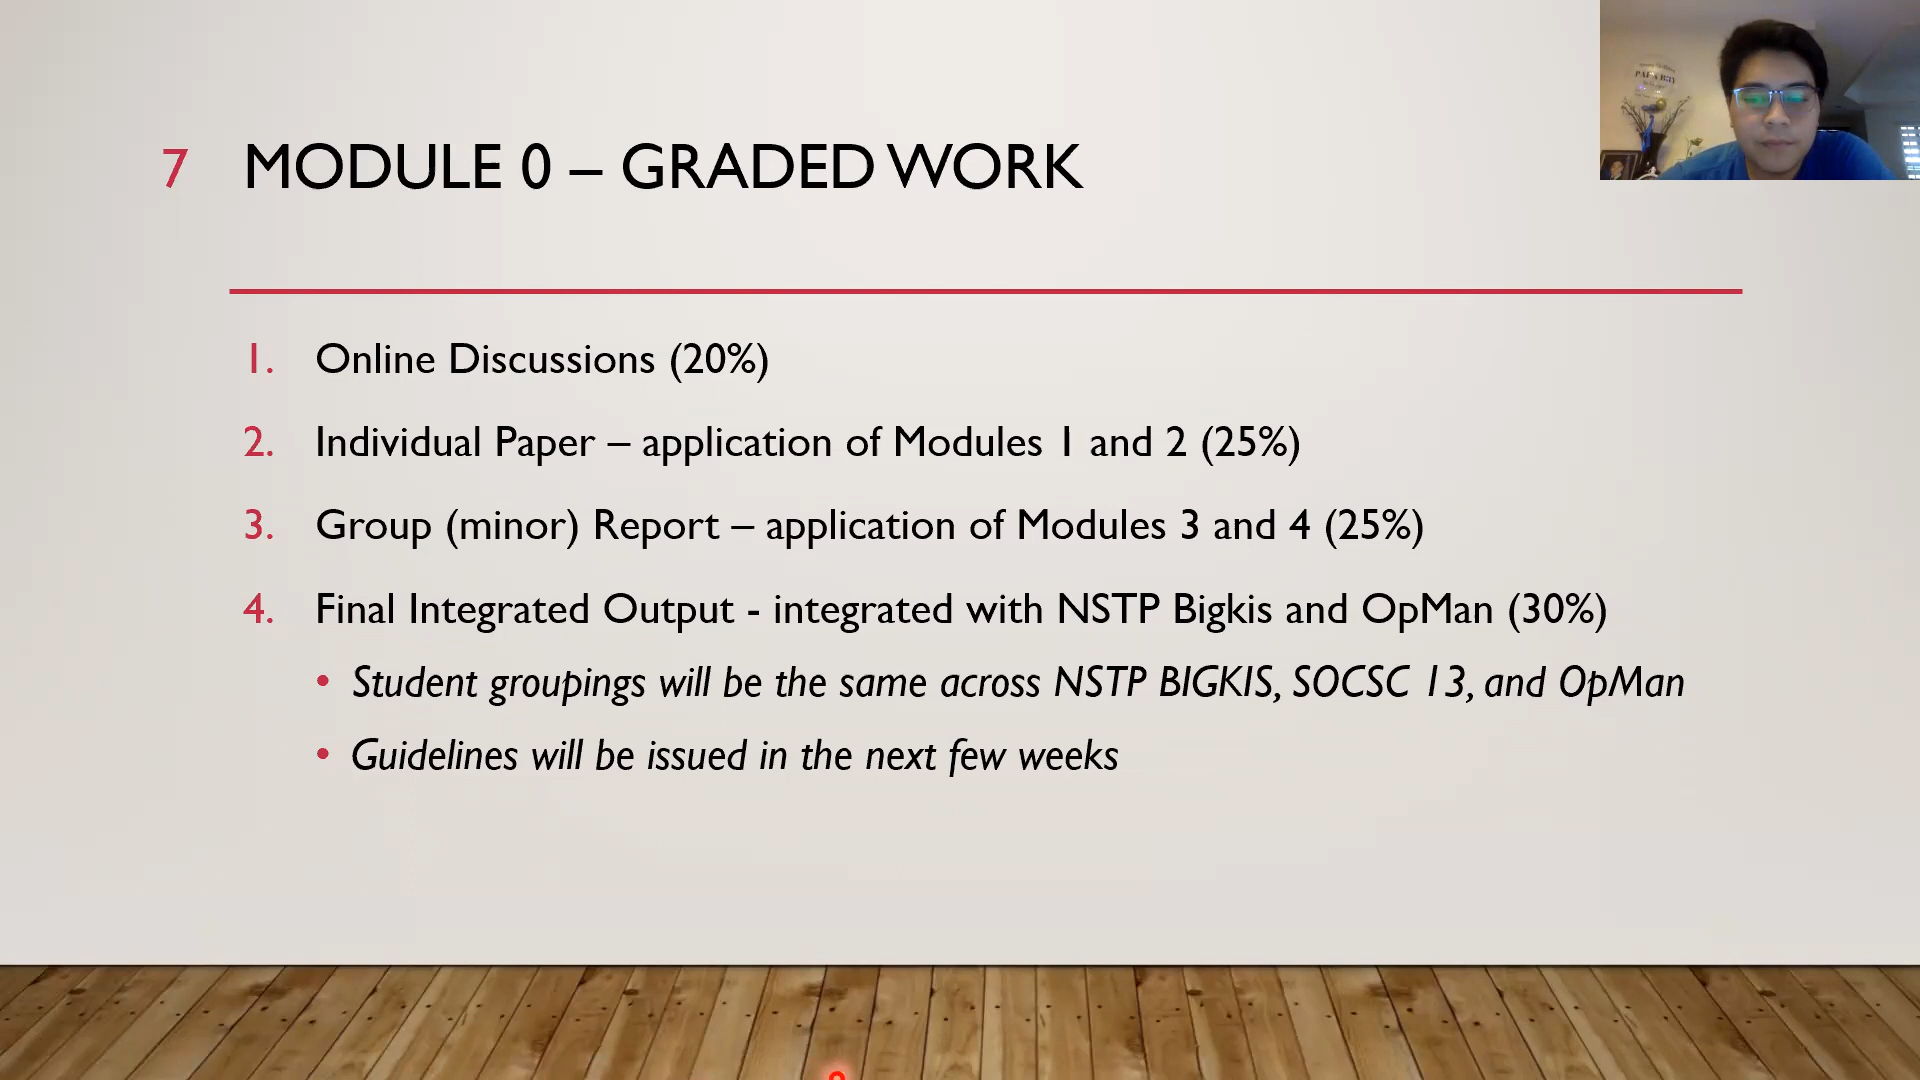 7 MODULE 0 – GRADED WORK
1. Online Discussions (20%)
2. Individual Paper – application of Modules 1 and 2 (25%)
3. Group (minor) Report – application of Modules 3 and 4 (25%)
4. Final Integrated Output - integrated with NSTP Bigkis and OpMan (30%)
• Student groupings will be the same across NSTP BIGKIS, SOCSC 13, and OpMan
• Guidelines will be issued in the next few weeks